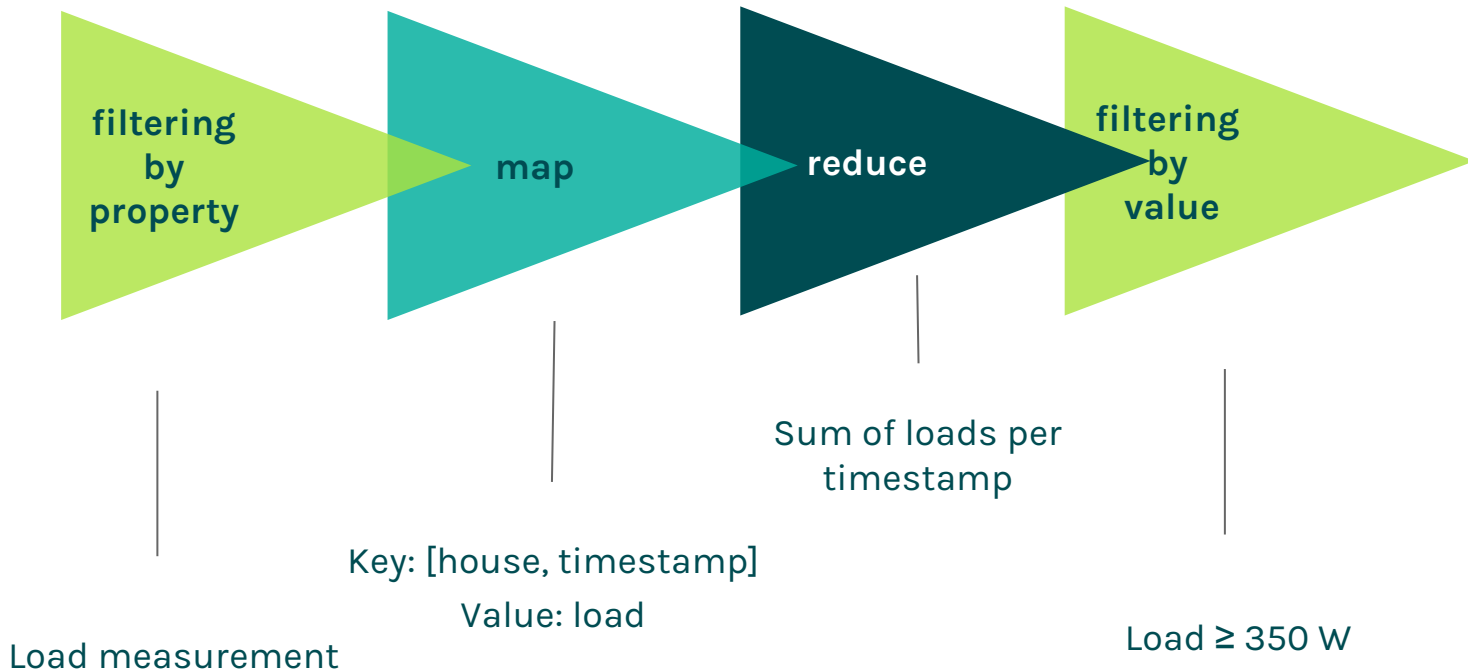 filtering
by
property
map
reduce
filtering
by
value
Load measurement
Key: [house, timestamp]
Value: load
Sum of loads per
timestamp
Load ≥ 350 W